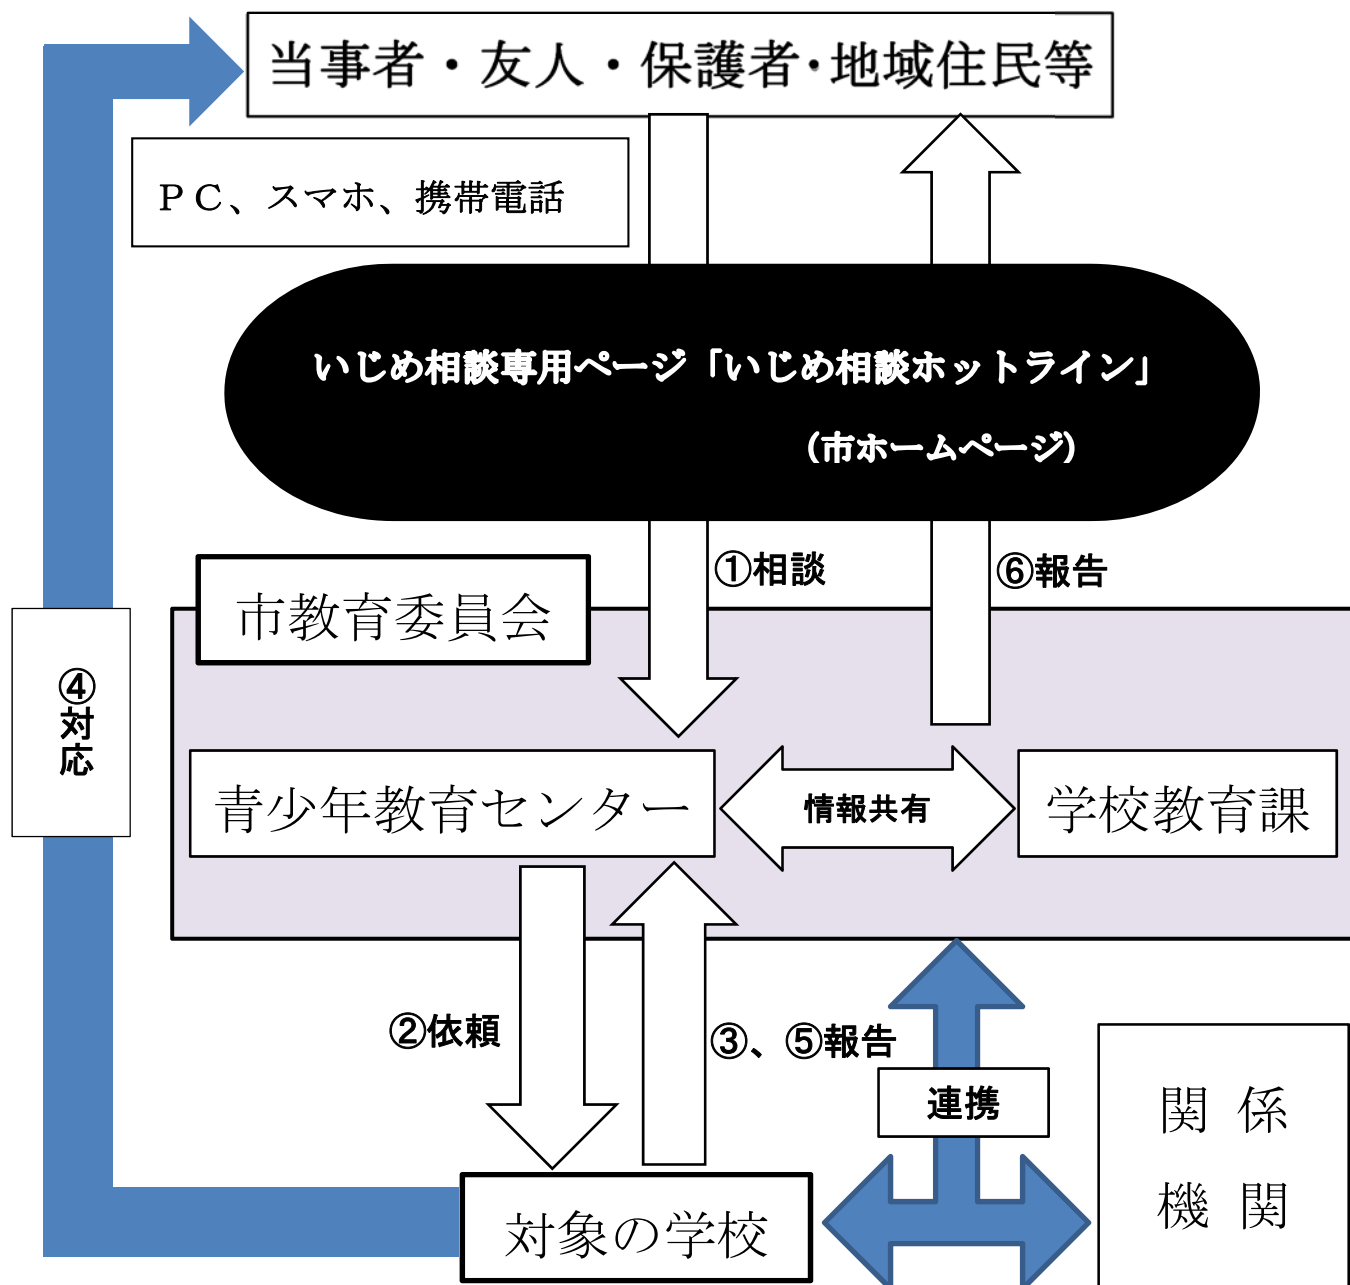 当事者・友人・保護者・地域住民等
ＰＣ、スマホ、携帯電話
いじめ相談専用ページ「いじめ相談ホットライン」
（市ホームページ）
①相談
⑥報告
市教育委員会
④対応
青少年教育センター
情報共有
学校教育課
②依頼
③、⑤報告
連携
関係
機関
対象の学校